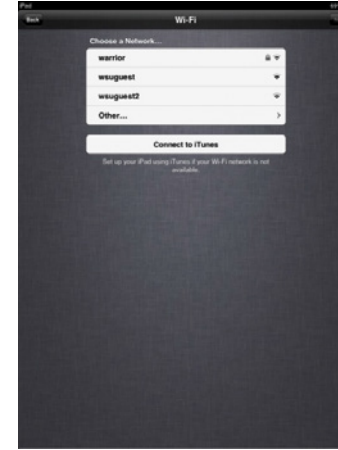 iPad
Back
Wi-Fi
Choose a Network...
warrior
wsuguest
wsuguest2
Other...
Connect to iTunes
Set up your iPad using iTunes if your Wi-Fi network is not
available.